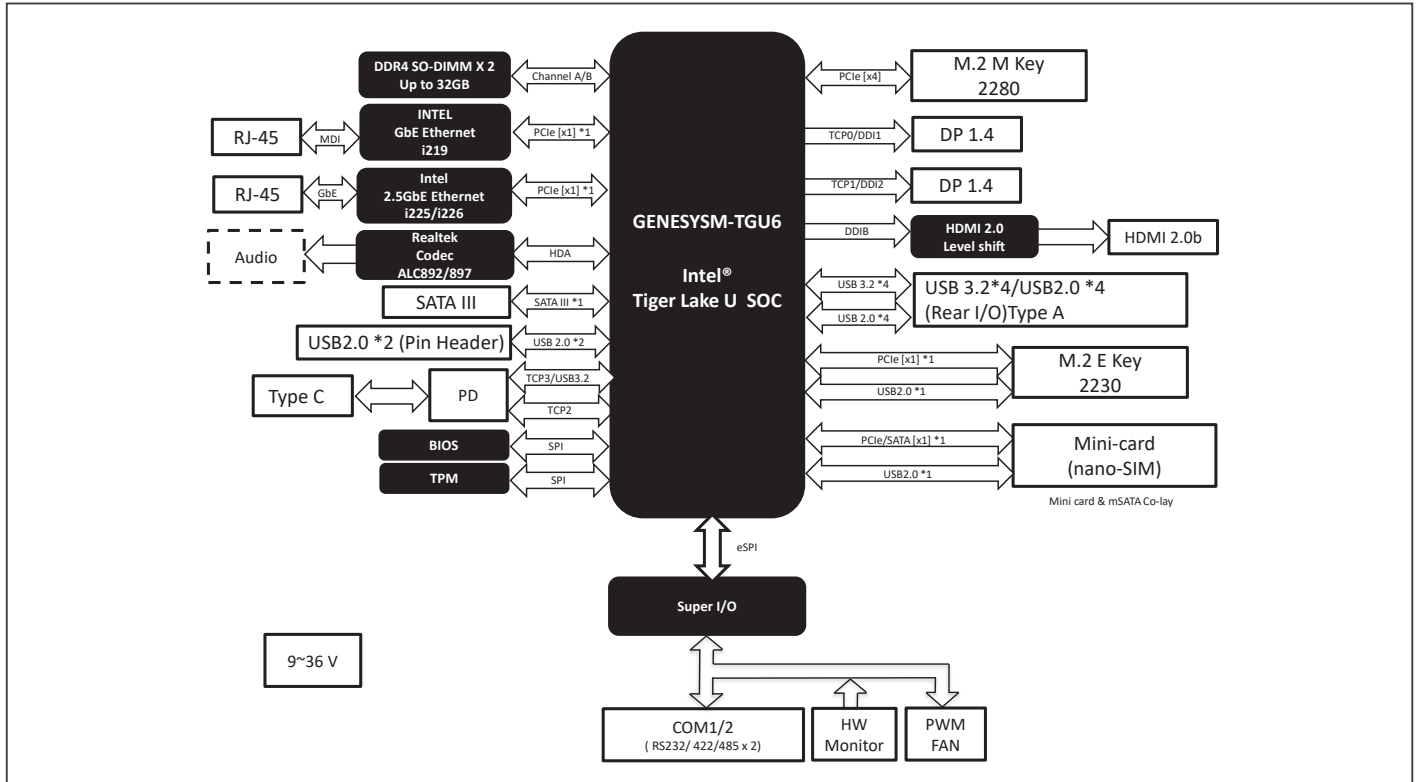 DDR4 SO-DIMM X 2
Up to 32GB
Channel A/B
RJ-45
MDI
INTEL
GbE Ethernet
i219
PCIe [x1] *1
RJ-45
GbE
Intel
2.5GbE Ethernet
i225/i226
PCIe [x1] *1
Audio
Realtek
Codec
ALC892/897
HDA
SATA III
SATA III *1
USB2.0 *2 (Pin Header)
USB 2.0 *2
Type C
PD
TCP3/USB3.2
TCP2
BIOS
SPI
TPM
SPI
GENESYSM-TGU6
Intel®
Tiger Lake U SOC
PCIe [x4]
M.2 M Key
2280
TCP0/DDI1
DP 1.4
TCP1/DDI2
DP 1.4
DDIB
HDMI 2.0
Level shift
HDMI 2.0b
USB 3.2 *4
USB 2.0 *4
USB 3.2*4/USB2.0 *4
(Rear I/O)Type A
PCIe [x1] *1
USB2.0 *1
M.2 E Key
2230
PCIe/SATA [x1] *1
USB2.0 *1
Mini-card
(nano-SIM)
Mini card & mSATA Co-lay
eSPI
Super I/O
9~36 V
COM1/2
( RS232/ 422/485 x 2)
HW
Monitor
PWM
FAN